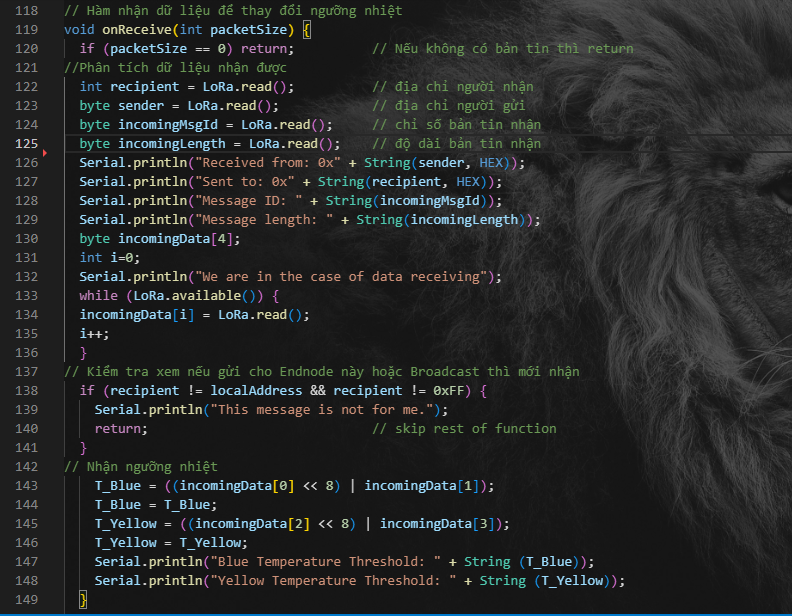 118 // Hàm nhận dữ liệu để thay đổi ngưỡng nhiệt
119 void onReceive(int packetSize) {
120   if (packetSize == 0) return;          // Nếu không có bản tin thì return
121 //Phân tích dữ liệu nhận được
122   int recipient = LoRa.read();          // địa chỉ người nhận
123   byte sender = LoRa.read();            // địa chỉ người gửi
124   byte incomingMsgId = LoRa.read();     // chỉ số bản tin nhận
125   byte incomingLength = LoRa.read();    // độ dài bản tin nhận
126   Serial.println("Received from: 0x" + String(sender, HEX));
127   Serial.println("Sent to: 0x" + String(recipient, HEX));
128   Serial.println("Message ID: " + String(incomingMsgId));
129   Serial.println("Message length: " + String(incomingLength));
130   byte incomingData[4];
131   int i=0;
132   Serial.println("We are in the case of data receiving");
133   while (LoRa.available()) {
134   incomingData[i] = LoRa.read();
135   i++;
136   }
137 // Kiểm tra xem nếu gửi cho Endnode này hoặc Broadcast thì mới nhận
138   if (recipient != localAddress && recipient != 0xFF) {
139     Serial.println("This message is not for me.");
140     return;                             // skip rest of function
141   }
142 // Nhận ngưỡng nhiệt
143     T_Blue = ((incomingData[0] << 8) | incomingData[1]);
144     T_Blue = T_Blue;
145     T_Yellow = ((incomingData[2] << 8) | incomingData[3]);
146     T_Yellow = T_Yellow;
147     Serial.println("Blue Temperature Threshold: " + String (T_Blue));
148     Serial.println("Yellow Temperature Threshold: " + String (T_Yellow));
149   }